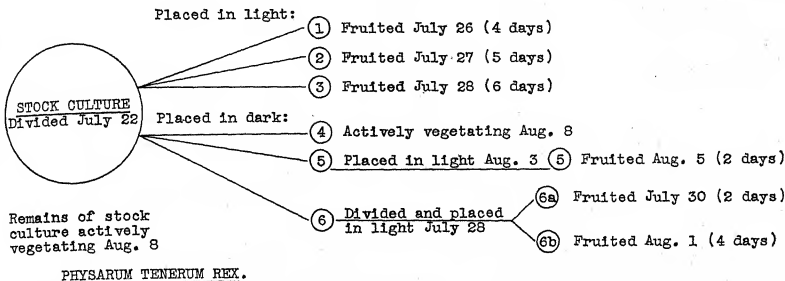 Placed in light:
1 Fruited July 26 (4 days)
2 Fruited July 27 (5 days)
3 Fruited July 28 (6 days)
STOCK CULTURE
Divided July 22
Placed in dark:
4 Actively vegetating Aug. 8
5 Placed in light Aug. 3 5 Fruited Aug. 5 (2 days)
6 Divided and placed
in light July 28
6a Fruited July 30 (2 days)
6b Fruited Aug. 1 (4 days)
Remains of stock
culture actively
vegetating Aug. 8
PHYSARUM TENERUM REX.